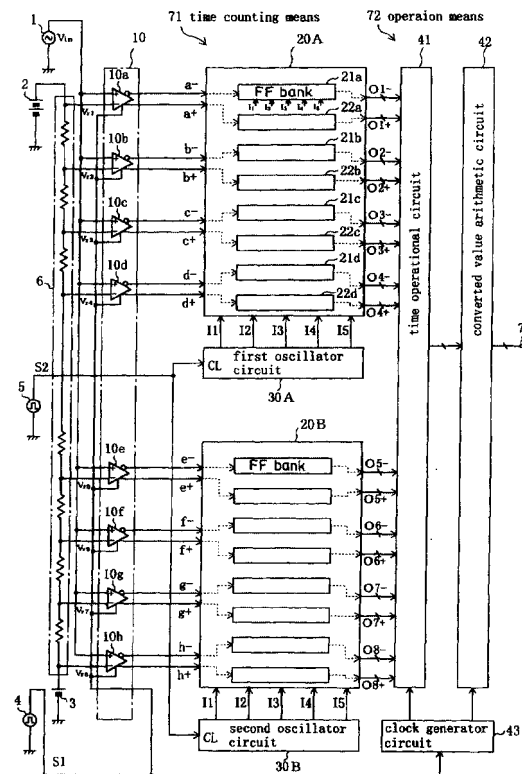 71 time counting means
72 operaion means
1
Vin
10
20A
41
42
2
10a
a-
FF bank
21a
O1-
I1 I2 I3 I4 I5
Vr1
a+
22a
O1+
10b
b-
21b
O2-
Vr2
b+
22b
O2+
10c
c-
21c
O3-
Vr3
c+
22c
O3+
6
10d
d-
21d
O4-
Vr4
d+
22d
O4+
time operational circuit
converted value arithmetic circuit
7
I1 I2 I3 I4 I5
S2
CL first oscillator
circuit
5
30A
20B
10e
e-
FF bank
O5-
Vr5
e+
O5+
10f
f-
O6-
Vr6
f+
O6+
10g
g-
O7-
Vr7
g+
O7+
10h
h-
O8-
Vr8
h+
O8+
3
I1 I2 I3 I4 I5
4
CL second oscillator
circuit
clock generator
circuit
43
S1
30B